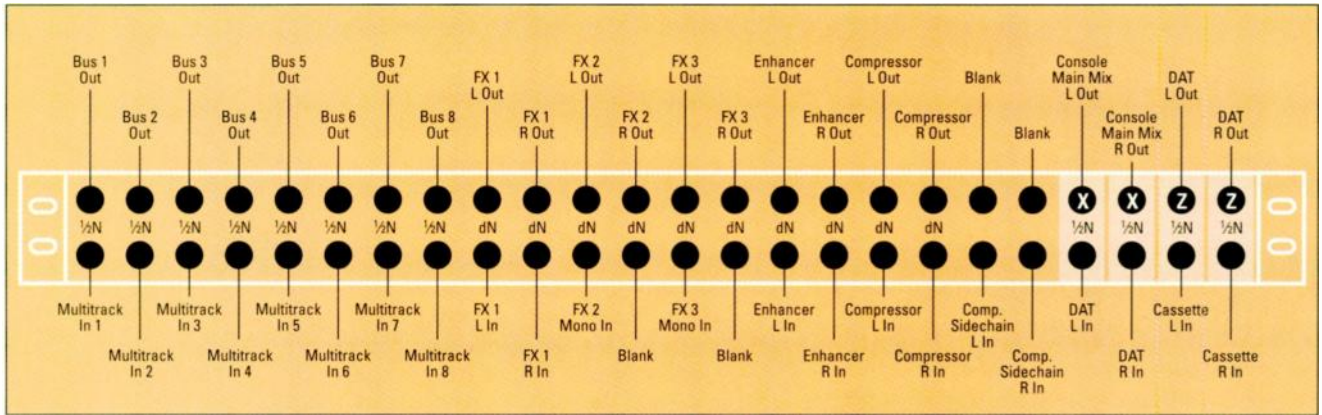 Bus 1
Out
Bus 2
Out
Bus 3
Out
Bus 4
Out
Bus 5
Out
Bus 6
Out
Bus 7
Out
Bus 8
Out
FX 1
L Out
FX 1
R Out
FX 2
L Out
FX 2
R Out
FX 3
L Out
FX 3
R Out
Enhancer
L Out
Enhancer
R Out
Compressor
L Out
Compressor
R Out
Blank
Blank
Console
Main Mix
L Out
Console
Main Mix
R Out
DAT
L Out
DAT
R Out
X X Z Z
½N ½N ½N ½N ½N ½N ½N ½N dN dN dN dN dN dN dN dN dN dN ½N ½N ½N ½N
Multitrack
In 1
Multitrack
In 2
Multitrack
In 3
Multitrack
In 4
Multitrack
In 5
Multitrack
In 6
Multitrack
In 7
Multitrack
In 8
FX 1
L In
FX 1
R In
FX 2
Mono In
Blank
FX 3
Mono In
Blank
Enhancer
L In
Enhancer
R In
Compressor
L In
Compressor
R In
Comp.
Sidechain
L In
Comp.
Sidechain
R In
DAT
L In
DAT
R In
Cassette
L In
Cassette
R In